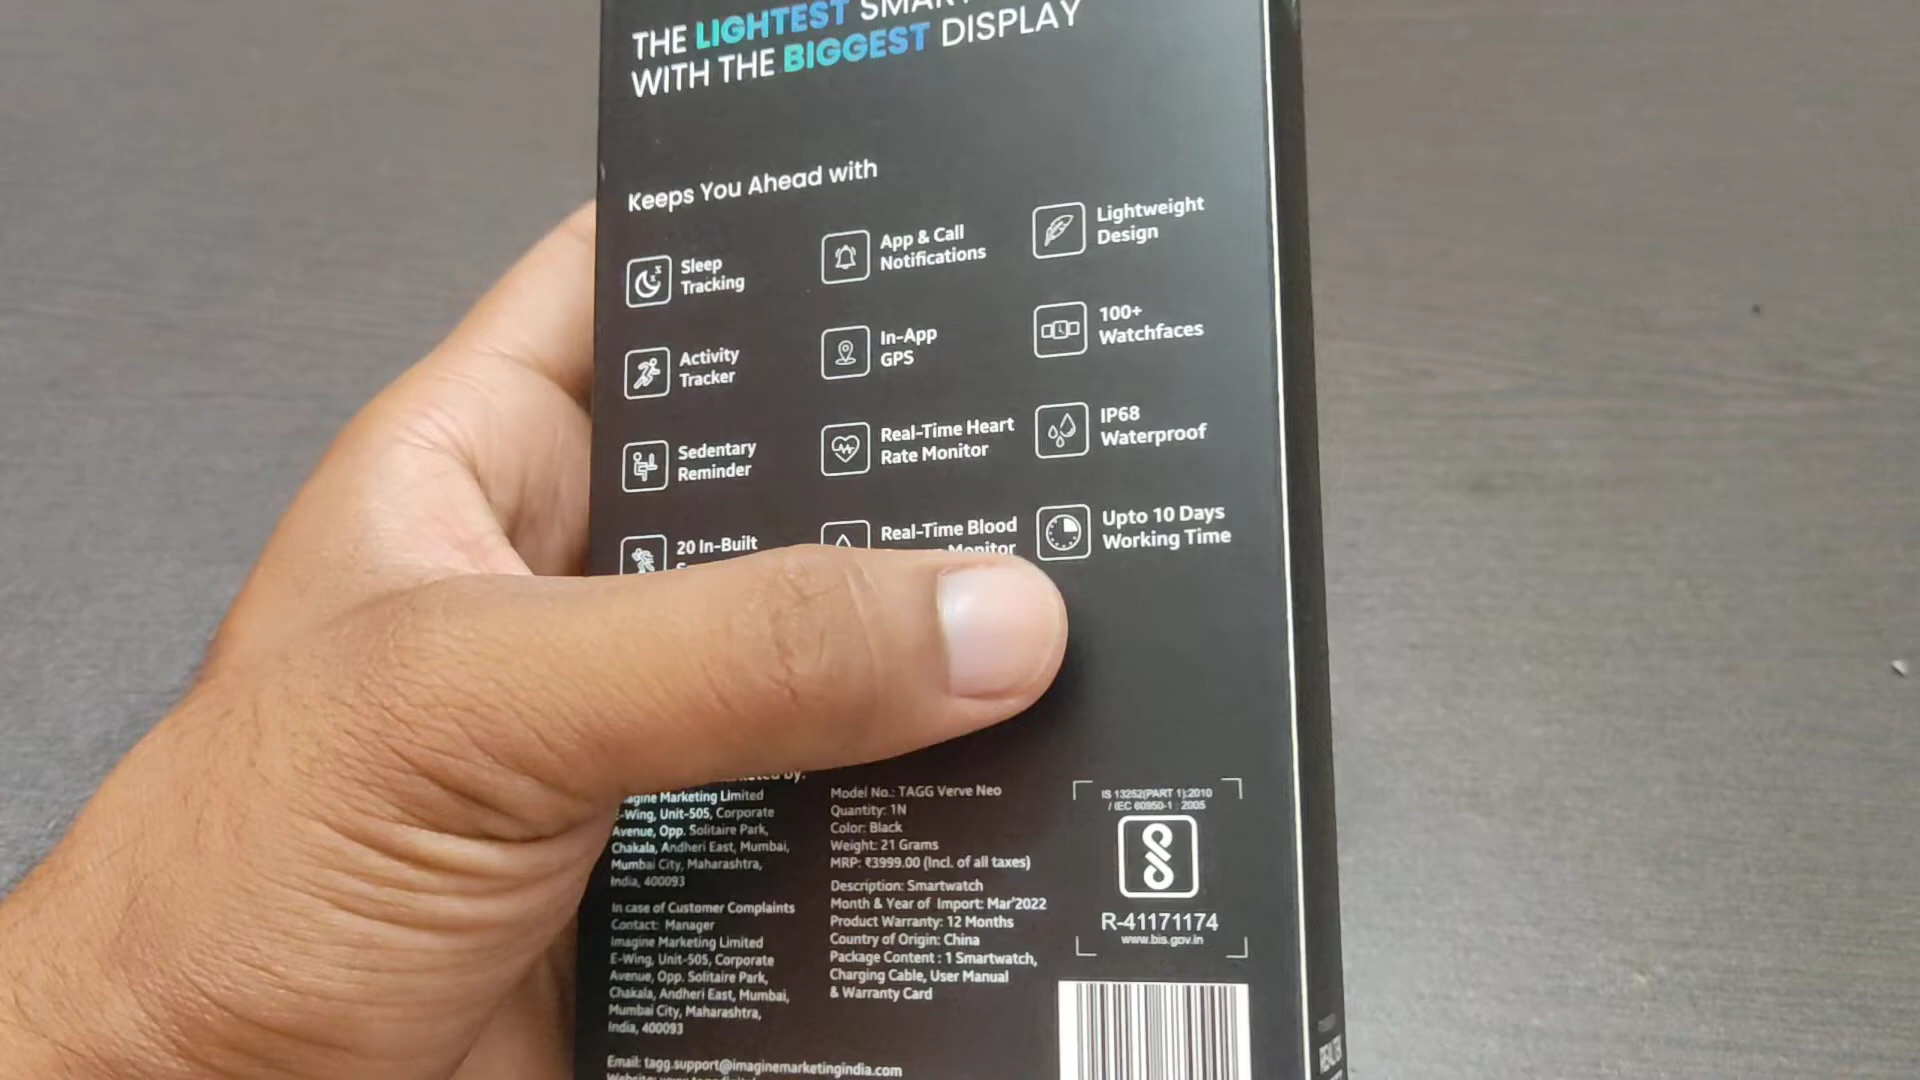 THE LIGHTEST
WITH THE BIGGEST DISPLAY
Keeps You Ahead with
Sleep
Tracking
App & Call
Notifications
Lightweight
Design
Activity
Tracker
In-App
GPS
100+
Watchfaces
Sedentary
Reminder
Real-Time Heart
Rate Monitor
IP68
Waterproof
20 In-Built
Real-Time Blood
Monitor
Upto 10 Days
Working Time
by:
Marketing Limited
E-Wing, Unit-505, Corporate
Avenue, Opp. Solitaire Park,
Chakala, Andheri East, Mumbai,
Mumbai City, Maharashtra,
India, 400093
In case of Customer Complaints
Contact: Manager
Imagine Marketing Limited
E-Wing, Unit-505, Corporate
Avenue, Opp. Solitaire Park,
Chakala, Andheri East, Mumbai,
Mumbai City, Maharashtra,
India, 400093
Email: tagg.support@imaginemarketingindia.com
Model No.: TAGG Verve Neo
Quantity: 1N
Color: Black
Weight: 21 Grams
MRP: ₹3999.00 (Incl. of all taxes)
Description: Smartwatch
Month & Year of Import: Mar'2022
Product Warranty: 12 Months
Country of Origin: China
Package Content : 1 Smartwatch,
Charging Cable, User Manual
& Warranty Card
IS 13252(PART 1):2010
/ IEC 60950-1 : 2005
R-41171174
www.bis.gov.in